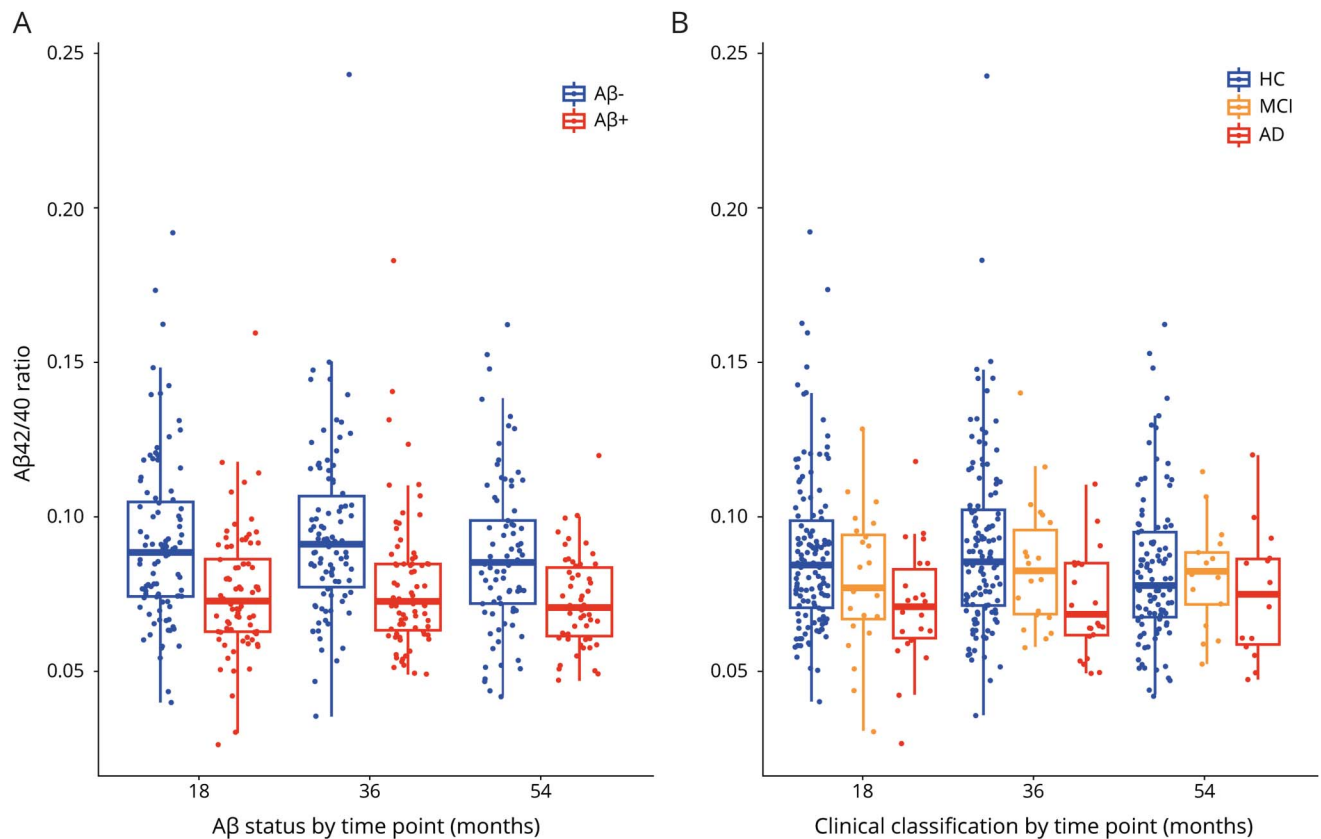 A
Aβ42/40 ratio
0.25
0.20
0.15
0.10
0.05
Aβ-
Aβ+
18 36 54
Aβ status by time point (months)
B
0.25
0.20
0.15
0.10
0.05
HC
MCI
AD
18 36 54
Clinical classification by time point (months)